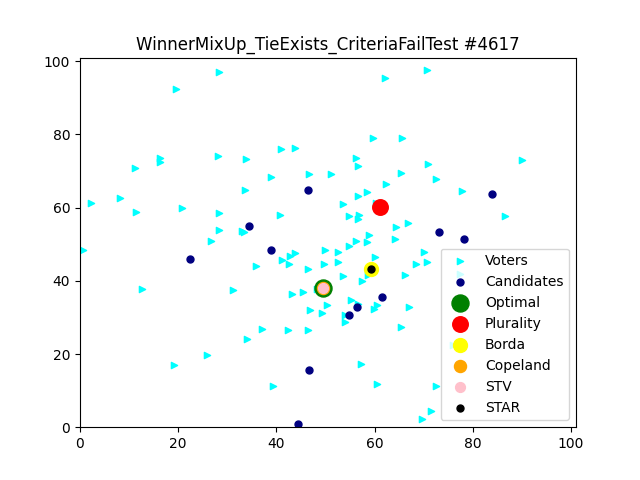 WinnerMixUp_TieExists_CriteriaFailTest #4617
100
80
60
40
20
0
0
20
40
60
80
100
Voters
Candidates
Optimal
Plurality
Borda
Copeland
STV
STAR